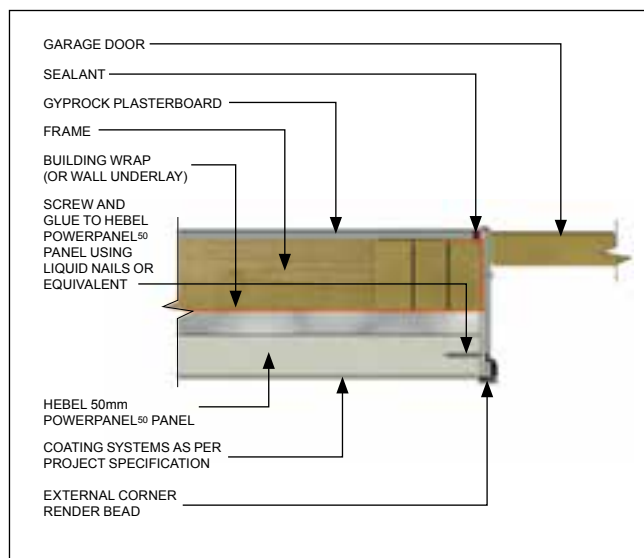 GARAGE DOOR
SEALANT
GYPROCK PLASTERBOARD
FRAME
BUILDING WRAP
(OR WALL UNDERLAY)
SCREW AND
GLUE TO HEBEL
POWERPANEL50
PANEL USING
LIQUID NAILS OR
EQUIVALENT
HEBEL 50mm
POWERPANEL50 PANEL
COATING SYSTEMS AS PER
PROJECT SPECIFICATION
EXTERNAL CORNER
RENDER BEAD